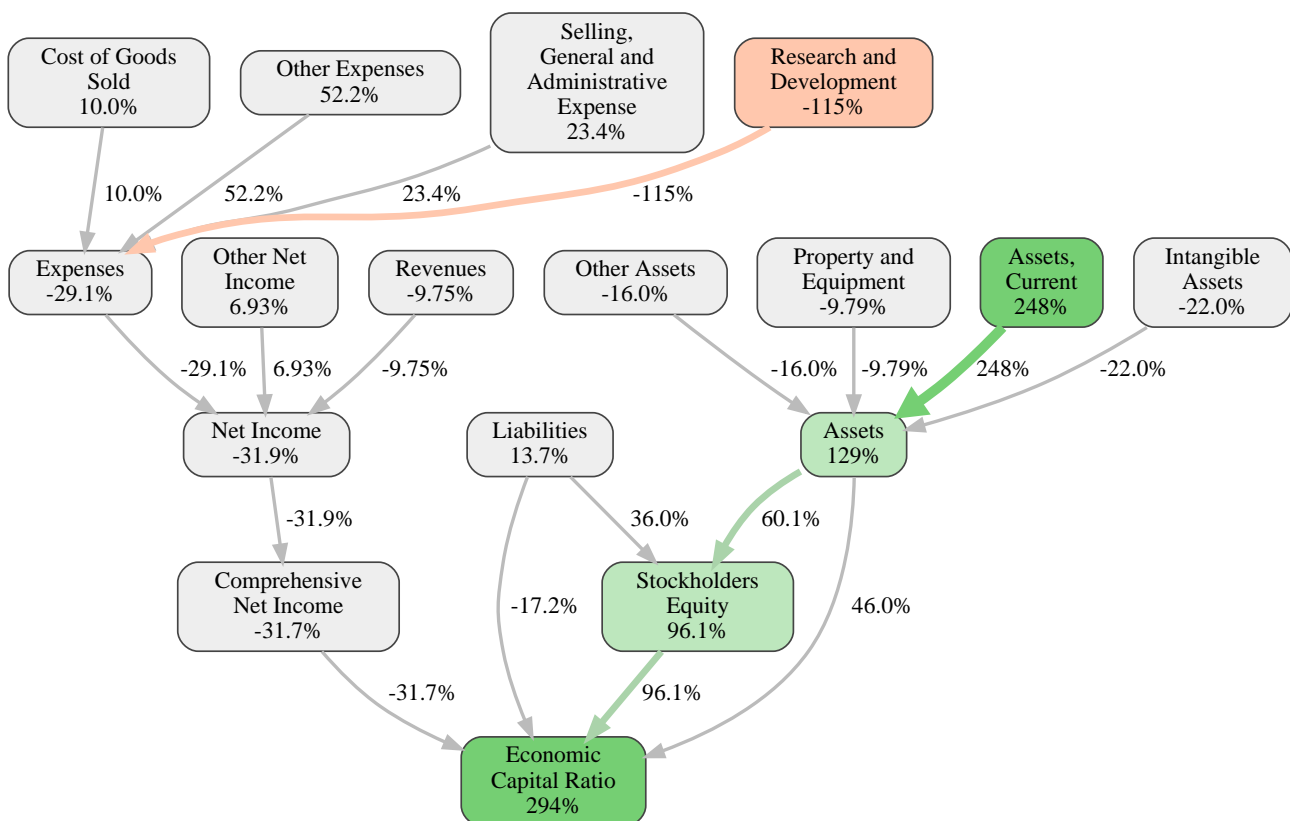 Cost of Goods
Sold
10.0%
Other Expenses
52.2%
Selling,
General and
Administrative
Expense
23.4%
Research and
Development
-115%
10.0%
52.2%
23.4%
-115%
Expenses
-29.1%
Other Net
Income
6.93%
Revenues
-9.75%
Other Assets
-16.0%
Property and
Equipment
-9.79%
Assets,
Current
248%
Intangible
Assets
-22.0%
-29.1%
6.93%
-9.75%
-16.0%
-9.79%
248%
-22.0%
Net Income
-31.9%
Liabilities
13.7%
Assets
129%
-31.9%
36.0%
60.1%
Comprehensive
Net Income
-31.7%
-17.2%
Stockholders
Equity
96.1%
46.0%
-31.7%
96.1%
Economic
Capital Ratio
294%